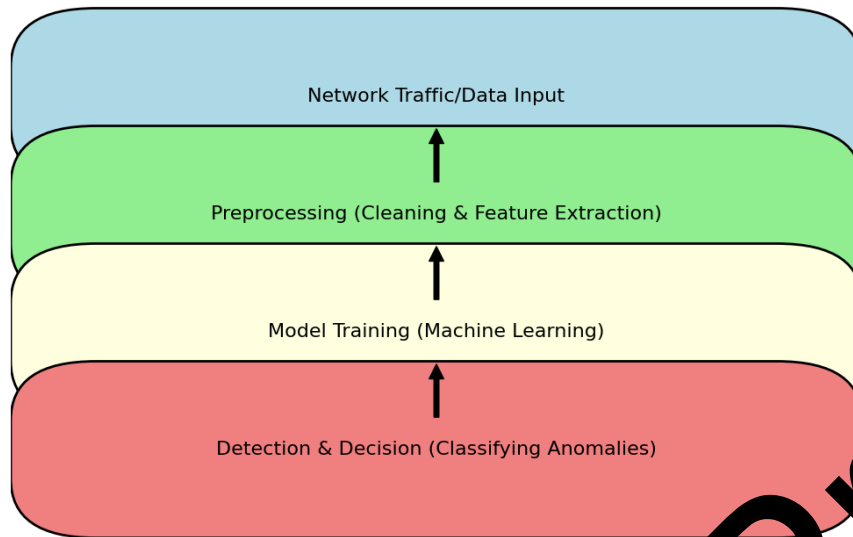 Network Traffic/Data Input
Preprocessing (Cleaning & Feature Extraction)
Model Training (Machine Learning)
Detection & Decision (Classifying Anomalies)